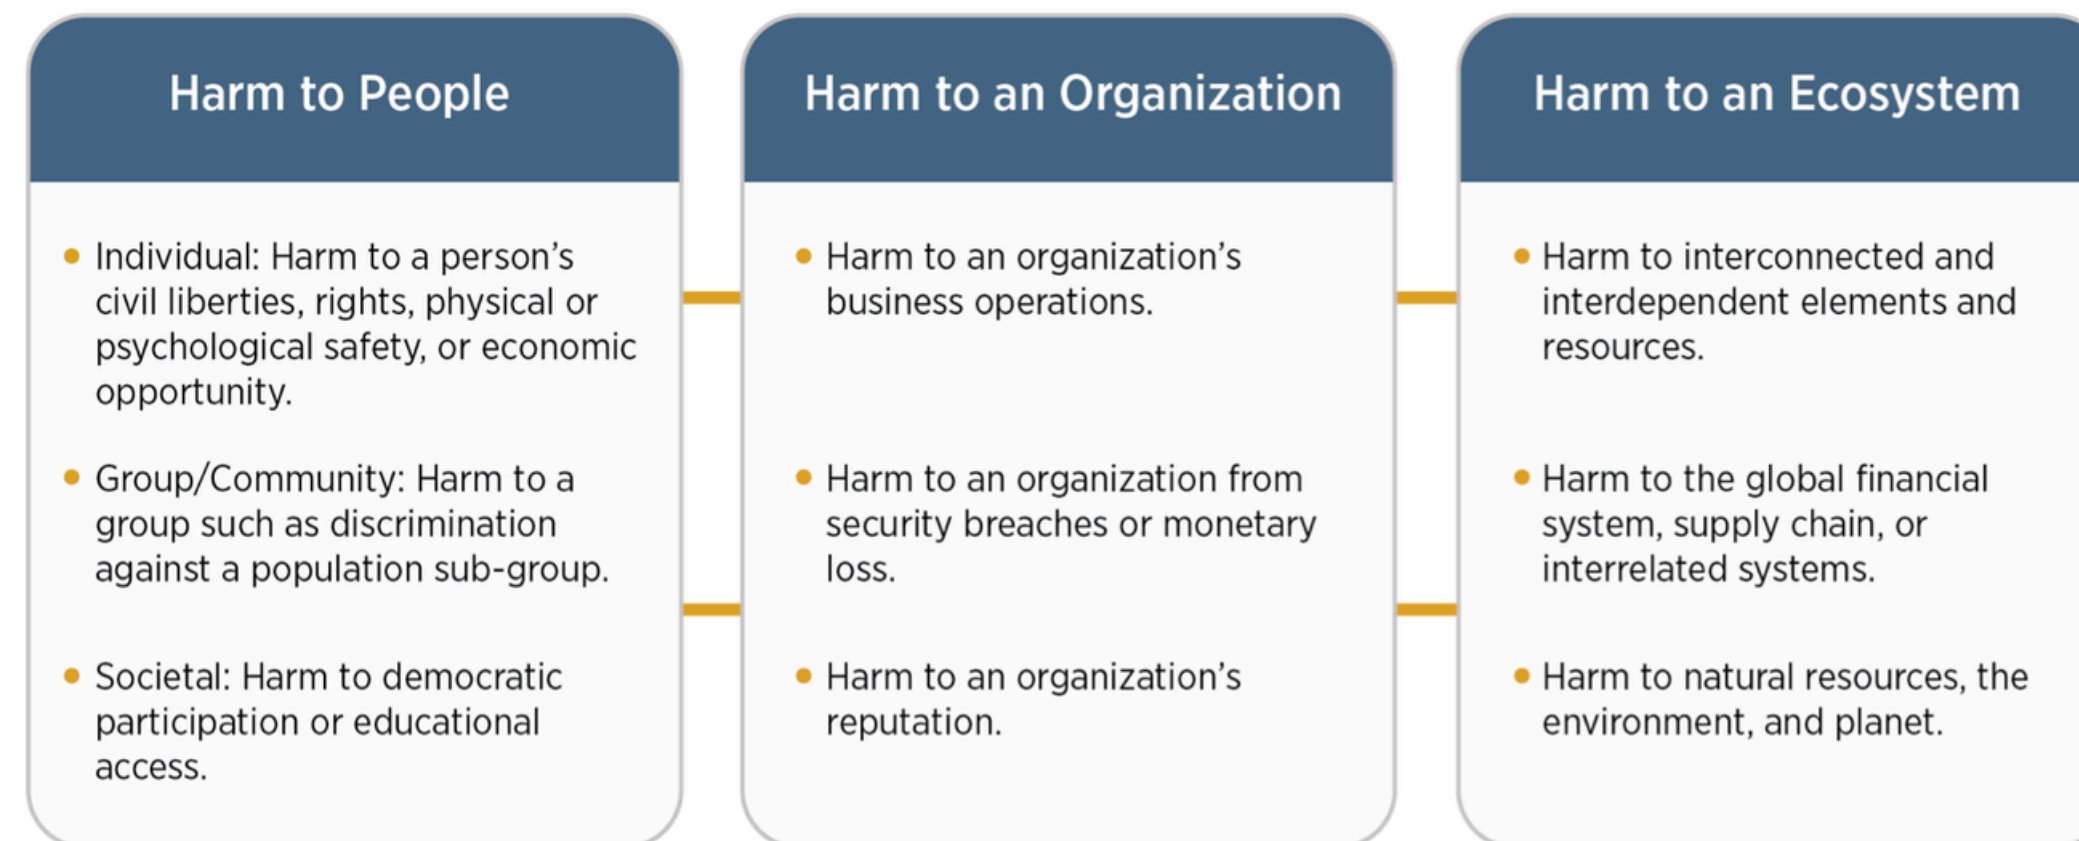 Harm to People
Individual: Harm to a person’s
civil liberties, rights, physical or
psychological safety, or economic
opportunity.
Group/Community: Harm to a
group such as discrimination
against a population sub-group.
Societal: Harm to democratic
participation or educational
access.
Harm to an Organization
Harm to an organization’s
business operations.
Harm to an organization from
security breaches or monetary
loss.
Harm to an organization’s
reputation.
Harm to an Ecosystem
Harm to interconnected and
interdependent elements and
resources.
Harm to the global financial
system, supply chain, or
interrelated systems.
Harm to natural resources, the
environment, and planet.